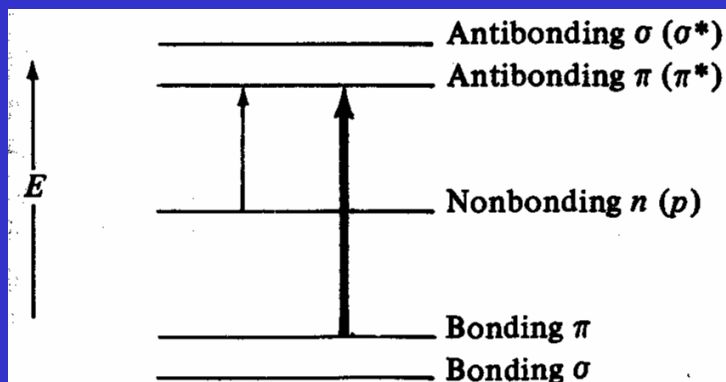 Antibonding σ (σ*)
Antibonding π (π*)
E
Nonbonding n (p)
Bonding π
Bonding σ